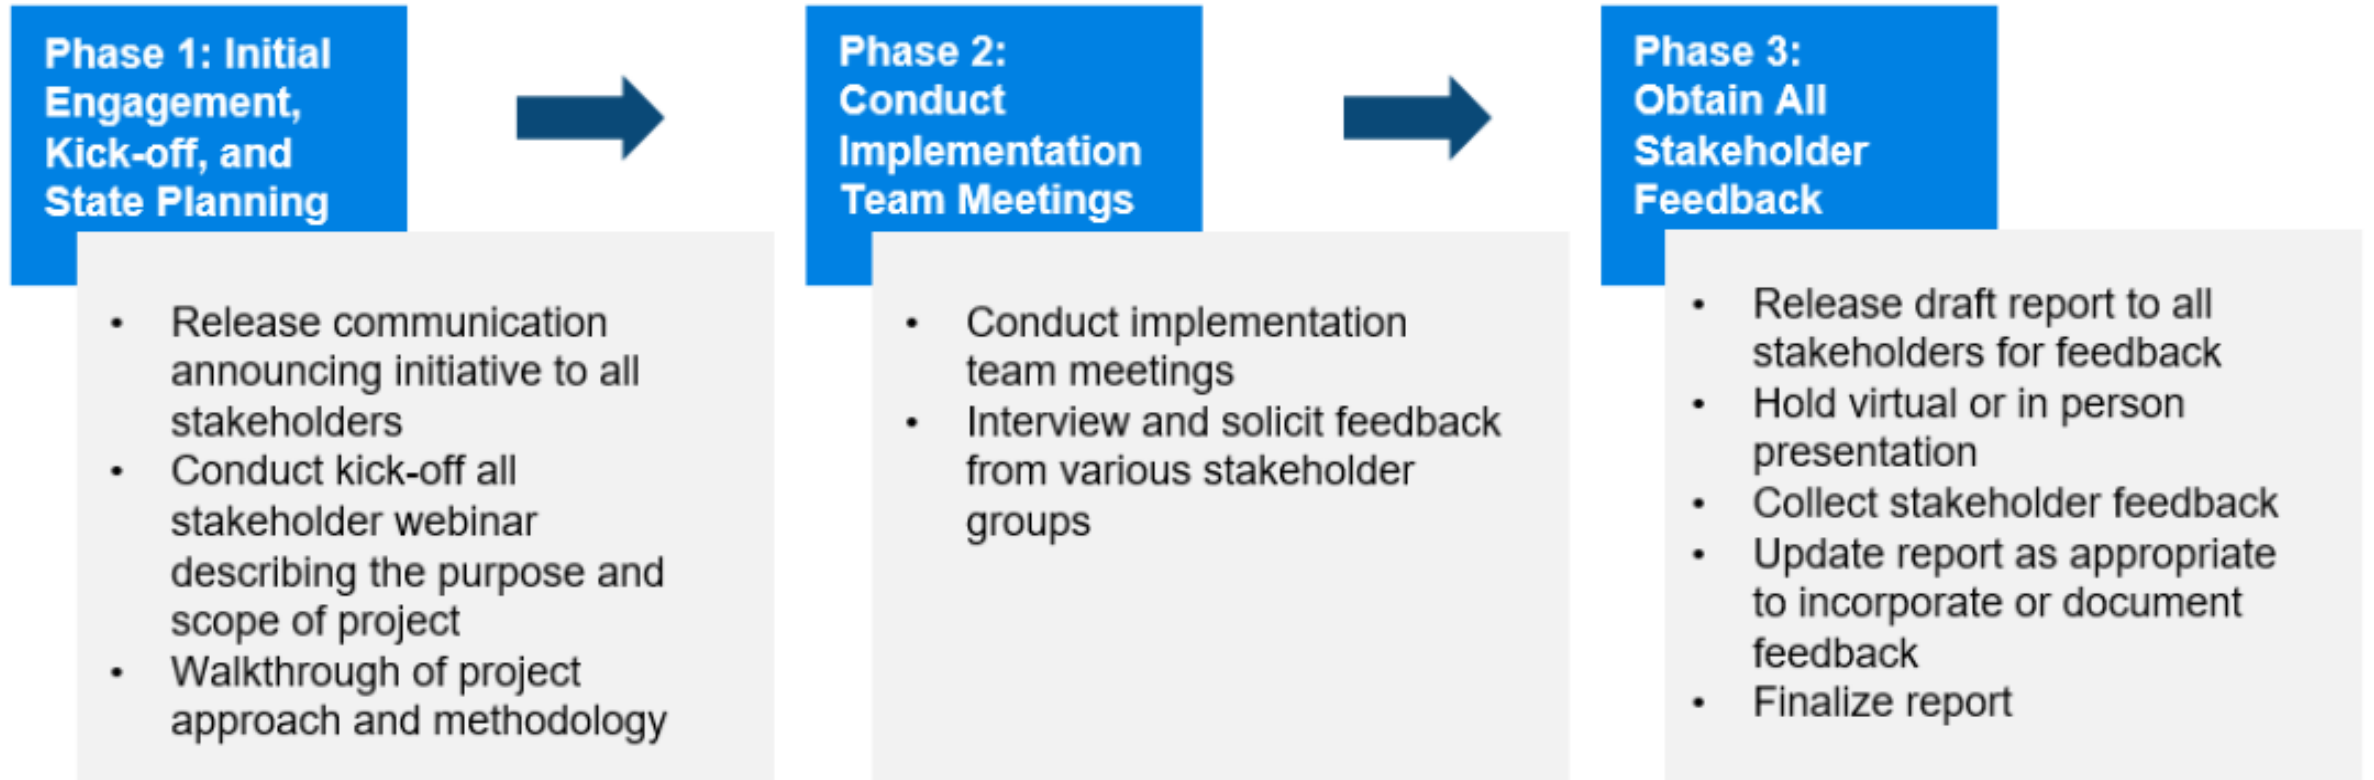 Phase 1: Initial
Engagement,
Kick-off, and
State Planning
• Release communication
announcing initiative to all
stakeholders
• Conduct kick-off all
stakeholder webinar
describing the purpose and
scope of project
• Walkthrough of project
approach and methodology
Phase 2:
Conduct
Implementation
Team Meetings
• Conduct implementation
team meetings
• Interview and solicit feedback
from various stakeholder
groups
Phase 3:
Obtain All
Stakeholder
Feedback
• Release draft report to all
stakeholders for feedback
• Hold virtual or in person
presentation
• Collect stakeholder feedback
• Update report as appropriate
to incorporate or document
feedback
• Finalize report